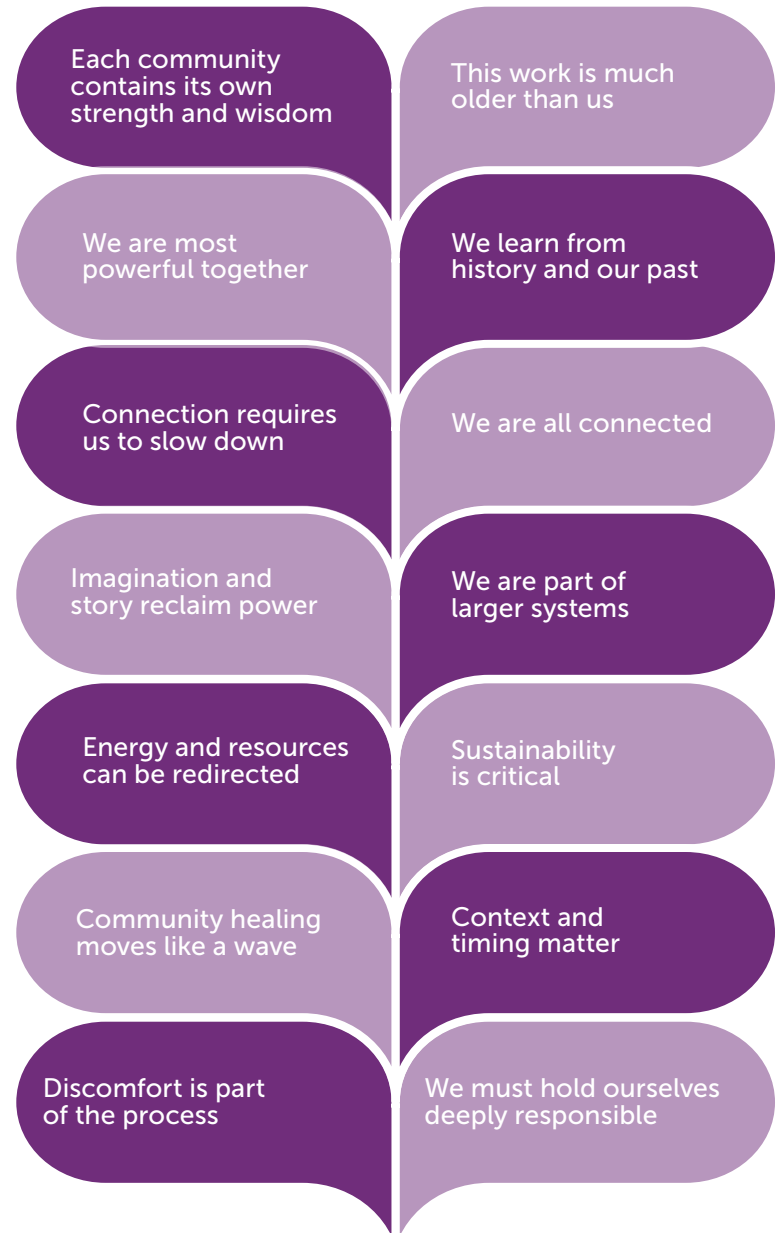 Each community
contains its own
strength and wisdom
This work is much
older than us
We are most
powerful together
We learn from
history and our past
Connection requires
us to slow down
We are all connected
Imagination and
story reclaim power
We are part of
larger systems
Energy and resources
can be redirected
Sustainability
is critical
Community healing
moves like a wave
Context and
timing matter
Discomfort is part
of the process
We must hold ourselves
deeply responsible